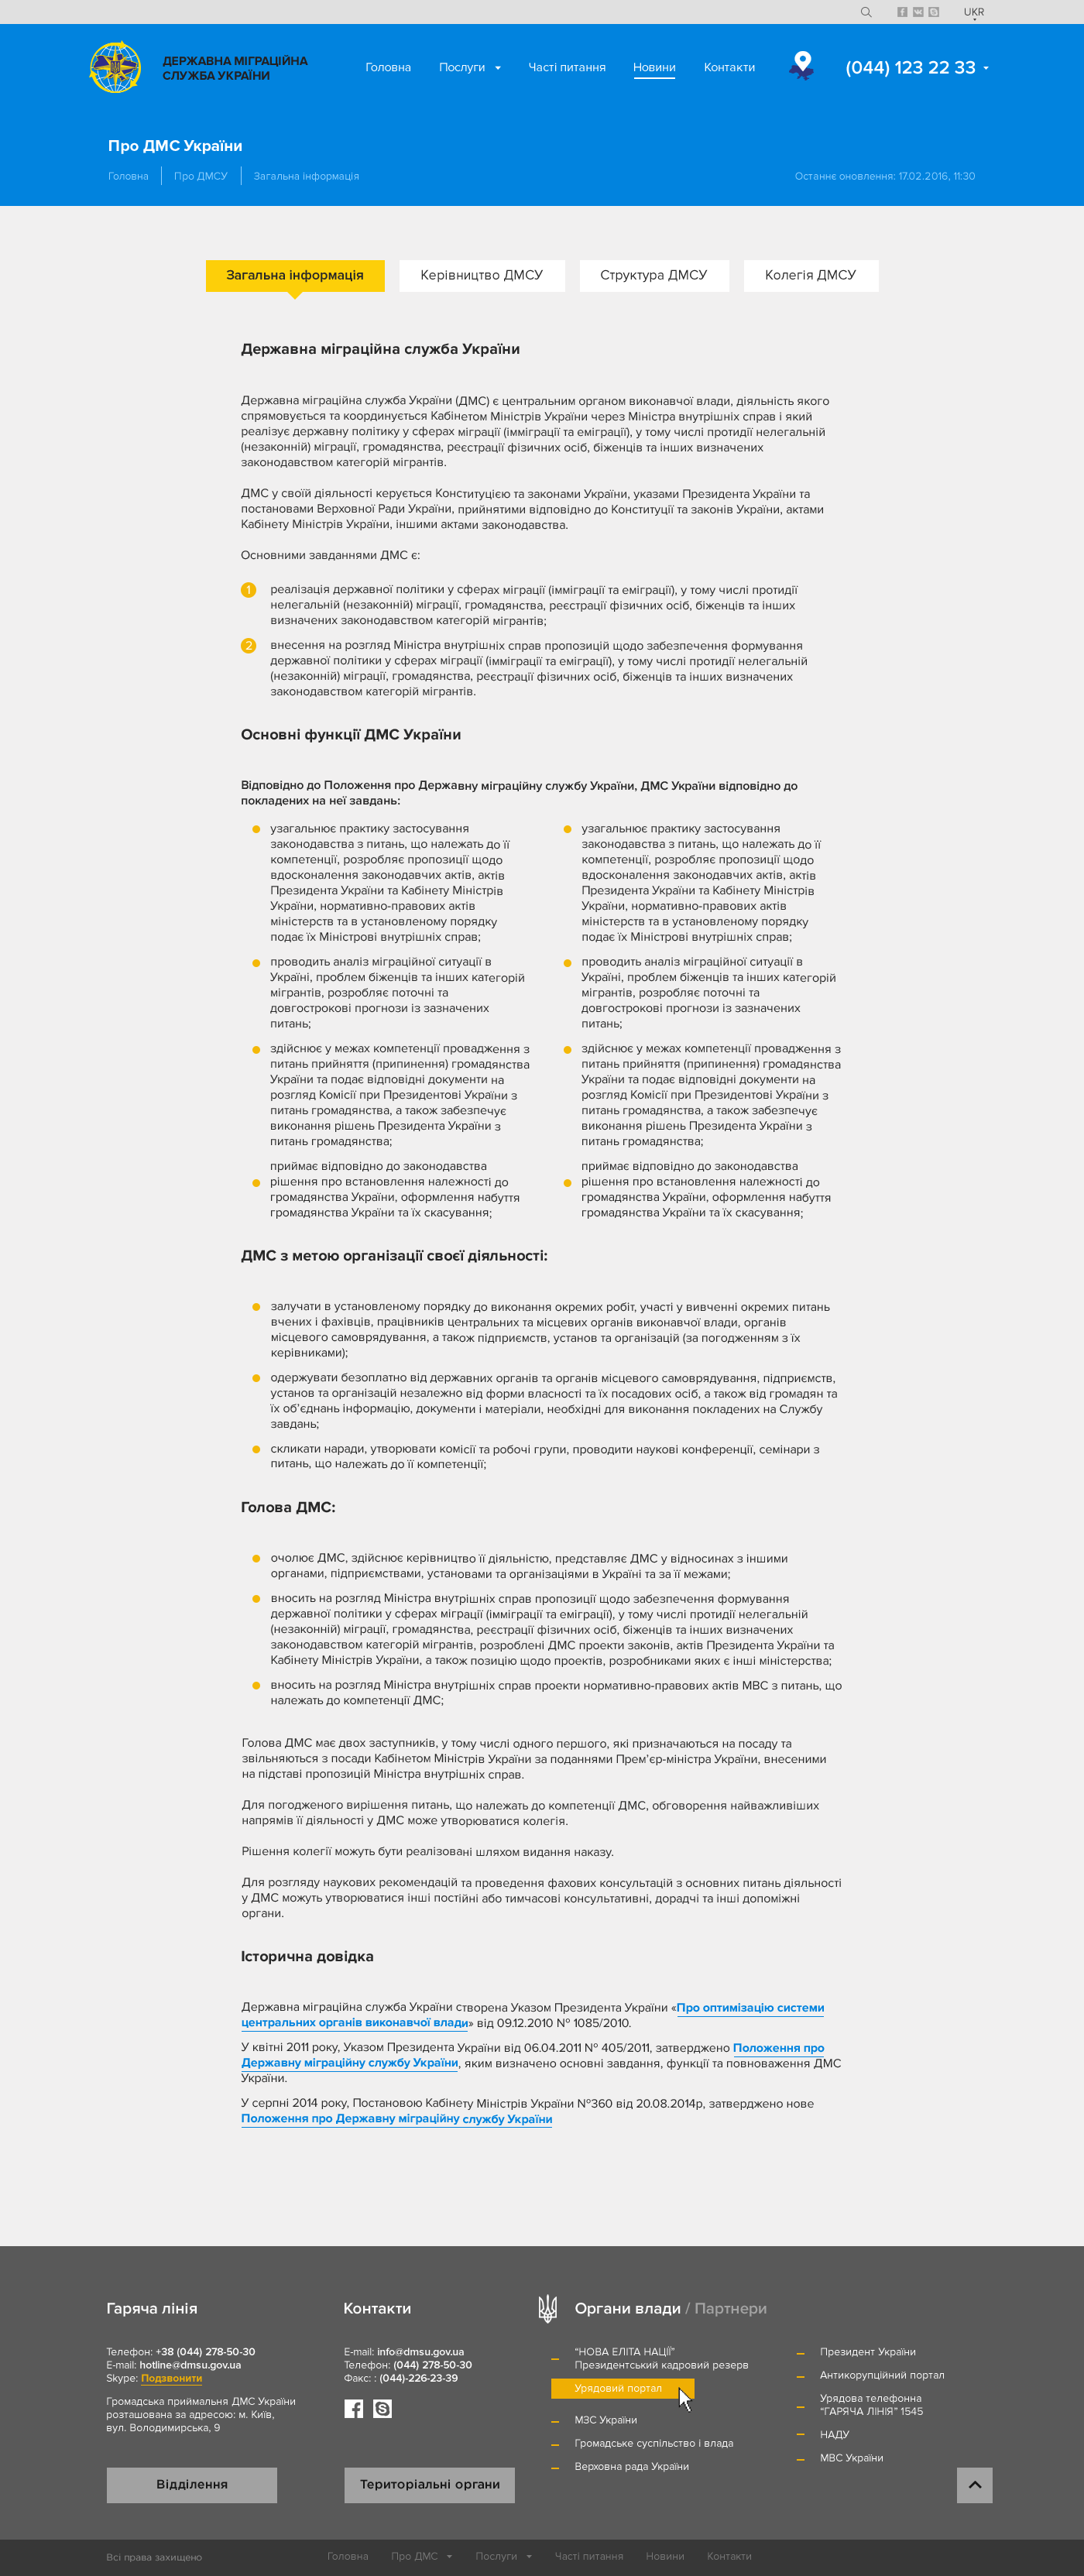 UKR
ДЕРЖАВНА МІГРАЦІЙНА
СЛУЖБА УКРАЇНИ
Головна
Послуги
Часті питання
Новини
Контакти
(044) 123 22 33
Про ДМС України
Головна
Про ДМСУ
Загальна інформація
Останнє оновлення: 17.02.2016, 11:30
Загальна інформація
Керівництво ДМСУ
Структура ДМСУ
Колегія ДМСУ
Державна міграційна служба України
Державна міграційна служба України (ДМС) є центральним органом виконавчої влади, діяльність якого
спрямовується та координується Кабінетом Міністрів України через Міністра внутрішніх справ і який
реалізує державну політику у сферах міграції (імміграції та еміграції), у тому числі протидії нелегальній
(незаконній) міграції, громадянства, реєстрації фізичних осіб, біженців та інших визначених
законодавством категорій мігрантів.
ДМС у своїй діяльності керується Конституцією та законами України, указами Президента України та
постановами Верховної Ради України, прийнятими відповідно до Конституції та законів України, актами
Кабінету Міністрів України, іншими актами законодавства.
Основними завданнями ДМС є:
1
реалізація державної політики у сферах міграції (імміграції та еміграції), у тому числі протидії
нелегальній (незаконній) міграції, громадянства, реєстрації фізичних осіб, біженців та інших
визначених законодавством категорій мігрантів;
2
внесення на розгляд Міністра внутрішніх справ пропозицій щодо забезпечення формування
державної політики у сферах міграції (імміграції та еміграції), у тому числі протидії нелегальній
(незаконній) міграції, громадянства, реєстрації фізичних осіб, біженців та інших визначених
законодавством категорій мігрантів.
Основні функції ДМС України
Відповідно до Положення про Державну міграційну службу України, ДМС України відповідно до
покладених на неї завдань:
узагальнює практику застосування
законодавства з питань, що належать до її
компетенції, розробляє пропозиції щодо
вдосконалення законодавчих актів, актів
Президента України та Кабінету Міністрів
України, нормативно-правових актів
міністерств та в установленому порядку
подає їх Міністрові внутрішніх справ;
проводить аналіз міграційної ситуації в
Україні, проблем біженців та інших категорій
мігрантів, розробляє поточні та
довгострокові прогнози із зазначених
питань;
здійснює у межах компетенції провадження з
питань прийняття (припинення) громадянства
України та подає відповідні документи на
розгляд Комісії при Президентові України з
питань громадянства, а також забезпечує
виконання рішень Президента України з
питань громадянства;
приймає відповідно до законодавства
рішення про встановлення належності до
громадянства України, оформлення набуття
громадянства України та їх скасування;
узагальнює практику застосування
законодавства з питань, що належать до її
компетенції, розробляє пропозиції щодо
вдосконалення законодавчих актів, актів
Президента України та Кабінету Міністрів
України, нормативно-правових актів
міністерств та в установленому порядку
подає їх Міністрові внутрішніх справ;
проводить аналіз міграційної ситуації в
Україні, проблем біженців та інших категорій
мігрантів, розробляє поточні та
довгострокові прогнози із зазначених
питань;
здійснює у межах компетенції провадження з
питань прийняття (припинення) громадянства
України та подає відповідні документи на
розгляд Комісії при Президентові України з
питань громадянства, а також забезпечує
виконання рішень Президента України з
питань громадянства;
приймає відповідно до законодавства
рішення про встановлення належності до
громадянства України, оформлення набуття
громадянства України та їх скасування;
ДМС з метою організації своєї діяльності:
залучати в установленому порядку до виконання окремих робіт, участі у вивченні окремих питань
вчених і фахівців, працівників центральних та місцевих органів виконавчої влади, органів
місцевого самоврядування, а також підприємств, установ та організацій (за погодженням з їх
керівниками);
одержувати безоплатно від державних органів та органів місцевого самоврядування, підприємств,
установ та організацій незалежно від форми власності та їх посадових осіб, а також від громадян та
їх об’єднань інформацію, документи і матеріали, необхідні для виконання покладених на Службу
завдань;
скликати наради, утворювати комісії та робочі групи, проводити наукові конференції, семінари з
питань, що належать до її компетенції;
Голова ДМС:
очолює ДМС, здійснює керівництво її діяльністю, представляє ДМС у відносинах з іншими
органами, підприємствами, установами та організаціями в Україні та за її межами;
вносить на розгляд Міністра внутрішніх справ пропозиції щодо забезпечення формування
державної політики у сферах міграції (імміграції та еміграції), у тому числі протидії нелегальній
(незаконній) міграції, громадянства, реєстрації фізичних осіб, біженців та інших визначених
законодавством категорій мігрантів, розроблені ДМС проекти законів, актів Президента України та
Кабінету Міністрів України, а також позицію щодо проектів, розробниками яких є інші міністерства;
вносить на розгляд Міністра внутрішніх справ проекти нормативно-правових актів МВС з питань, що
належать до компетенції ДМС;
Голова ДМС має двох заступників, у тому числі одного першого, які призначаються на посаду та
звільняються з посади Кабінетом Міністрів України за поданнями Прем’єр-міністра України, внесеними
на підставі пропозицій Міністра внутрішніх справ.
Для погодженого вирішення питань, що належать до компетенції ДМС, обговорення найважливіших
напрямів її діяльності у ДМС може утворюватися колегія.
Рішення колегії можуть бути реалізовані шляхом видання наказу.
Для розгляду наукових рекомендацій та проведення фахових консультацій з основних питань діяльності
у ДМС можуть утворюватися інші постійні або тимчасові консультативні, дорадчі та інші допоміжні
органи.
Історична довідка
Державна міграційна служба України створена Указом Президента України «Про оптимізацію системи
центральних органів виконавчої влади» від 09.12.2010 № 1085/2010.
У квітні 2011 року, Указом Президента України від 06.04.2011 № 405/2011, затверджено Положення про
Державну міграційну службу України, яким визначено основні завдання, функції та повноваження ДМС
України.
У серпні 2014 року, Постановою Кабінету Міністрів України №360 від 20.08.2014р, затверджено нове
Положення про Державну міграційну службу України
Гаряча лінія
Телефон: +38 (044) 278-50-30
E-mail: hotline@dmsu.gov.ua
Skype: Подзвонити
Громадська приймальня ДМС України
розташована за адресою: м. Київ,
вул. Володимирська, 9
Відділення
Контакти
E-mail: info@dmsu.gov.ua
Телефон: (044) 278-50-30
Факс: : (044)-226-23-39
Територіальні органи
Органи влади / Партнери
“НОВА ЕЛІТА НАЦІЇ”
Президентський кадровий резерв
Урядовий портал
МЗС України
Громадське суспільство і влада
Верховна рада України
Президент України
Антикорупційний портал
Урядова телефонна
“ГАРЯЧА ЛІНІЯ” 1545
НАДУ
МВС України
Всі права захищено
Головна
Про ДМС
Послуги
Часті питання
Новини
Контакти